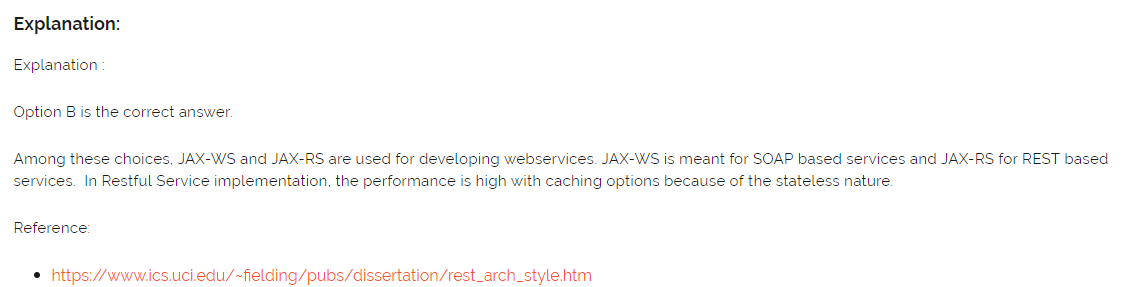 Explanation:
Explanation :
Option B is the correct answer.
Among these choices, JAX-WS and JAX-RS are used for developing webservices. JAX-WS is meant for SOAP based services and JAX-RS for REST based
services.  In Restful Service implementation, the performance is high with caching options because of the stateless nature.
Reference:
• https://www.ics.uci.edu/~fielding/pubs/dissertation/rest_arch_style.htm